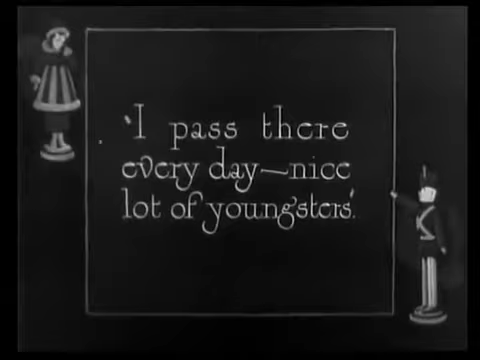 'I pass there
every day—nice
lot of youngsters'.